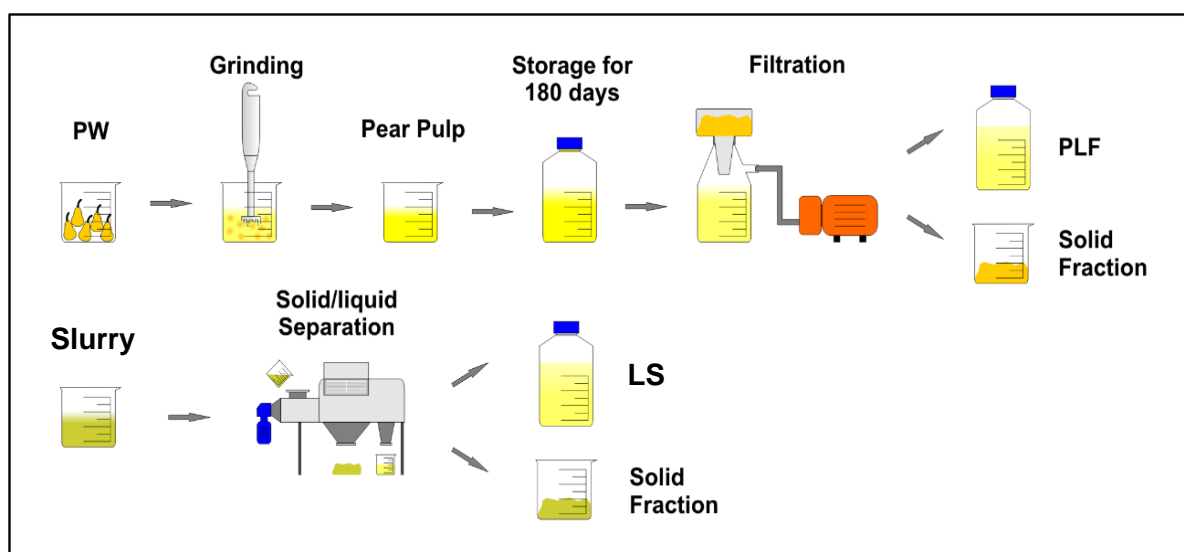 PW
Grinding
Pear Pulp
Storage for
180 days
Filtration
PLF
Solid
Fraction
Slurry
Solid/liquid
Separation
LS
Solid
Fraction